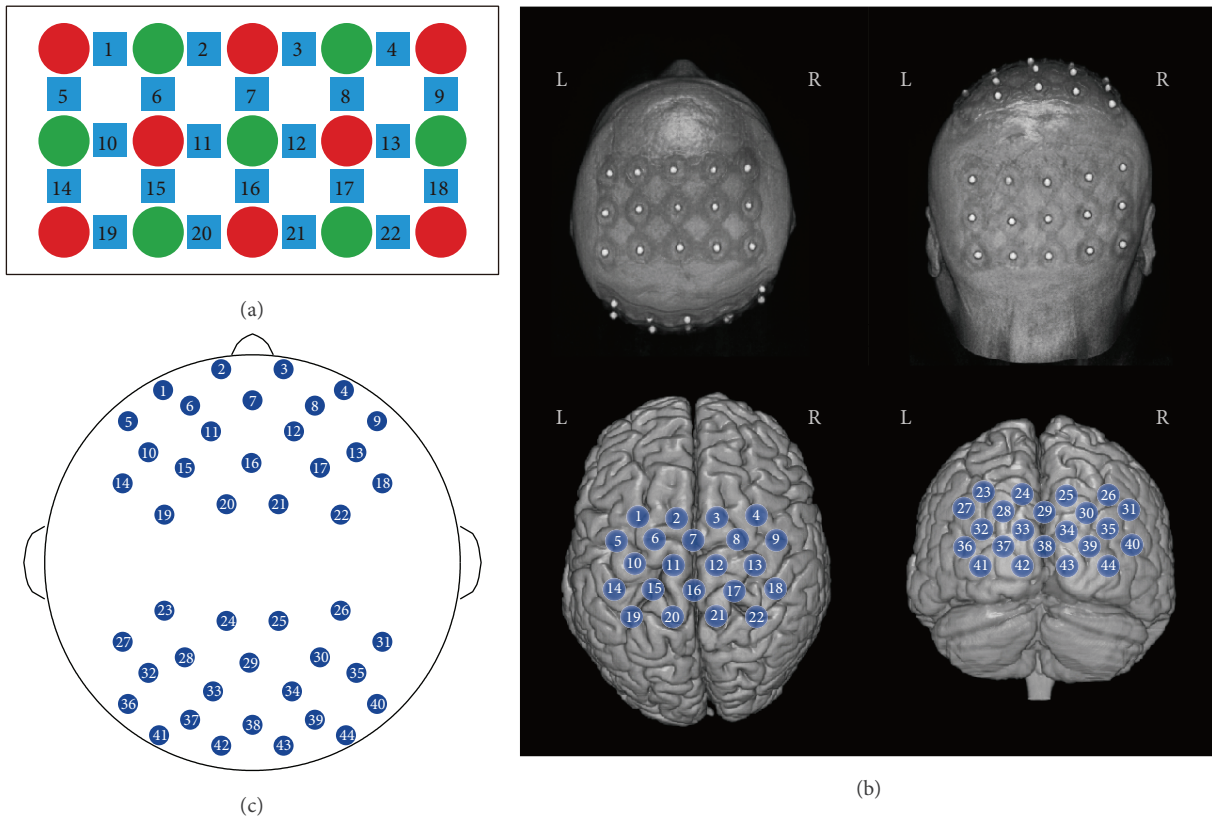 1 2 3 4
5 6 7 8 9
10 11 12 13
14 15 16 17 18
19 20 21 22
(a)
L R
L R
L R
1 2 3 4
5 6 7 8 9
10 11 12 13
14 15 16 17 18
19 20 21 22
L R
23 24 25 26
27 28 29 30 31
32 33 34 35
36 37 38 39 40
41 42 43 44
(b)
2 3
1 4
6 7 8
5 9
11 12
10 13
15 16 17
14 18
20 21
19 22
23 26
24 25
27 31
28 29 30
32 35
33 34
36 40
37 38 39
41 44
42 43
(c)